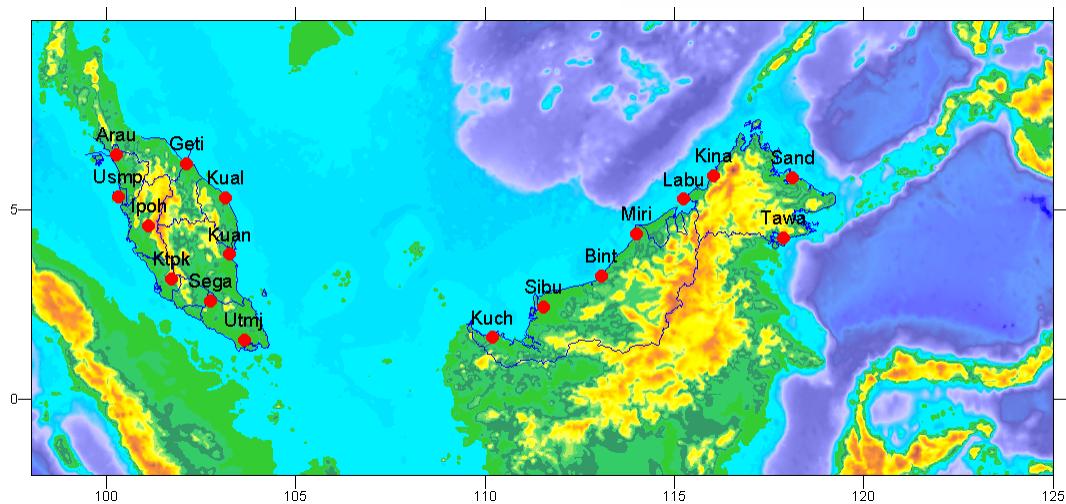 Arau
Geti
Usmp
Kual
Ipoh
Kuan
Ktpk
Sega
Utmj
Kina
Sand
Labu
Miri
Tawa
Bint
Sibu
Kuch
5
0
100
105
110
115
120
125